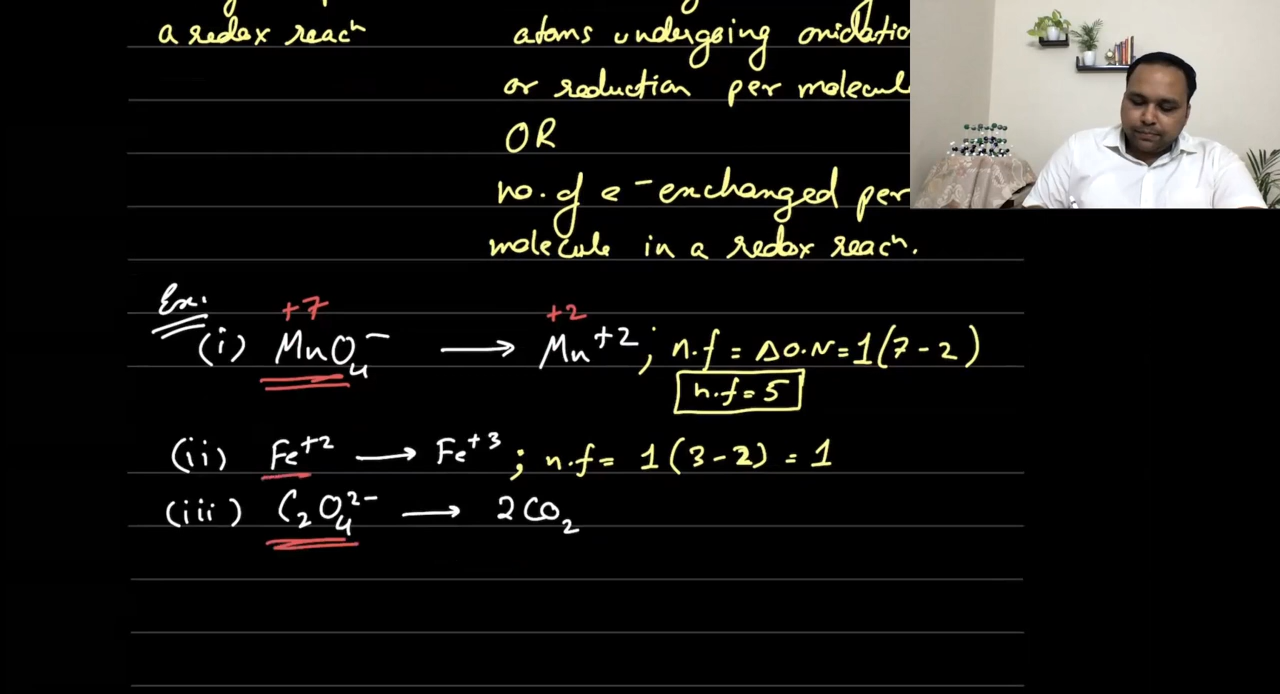 a redox reacⁿ
atoms undergoing oxidatio
or reduction per molecul
OR
no. of e⁻ exchanged per
molecule in a redox reacⁿ.
Ex.
+7 +2
(i) MnO₄⁻ ⟶ Mn⁺² ; n.f = ΔO.N = 1(7-2)
n.f = 5
(ii) Fe⁺² ⟶ Fe⁺³ ; n.f = 1(3-2) = 1
(iii) C₂O₄²⁻ ⟶ 2CO₂